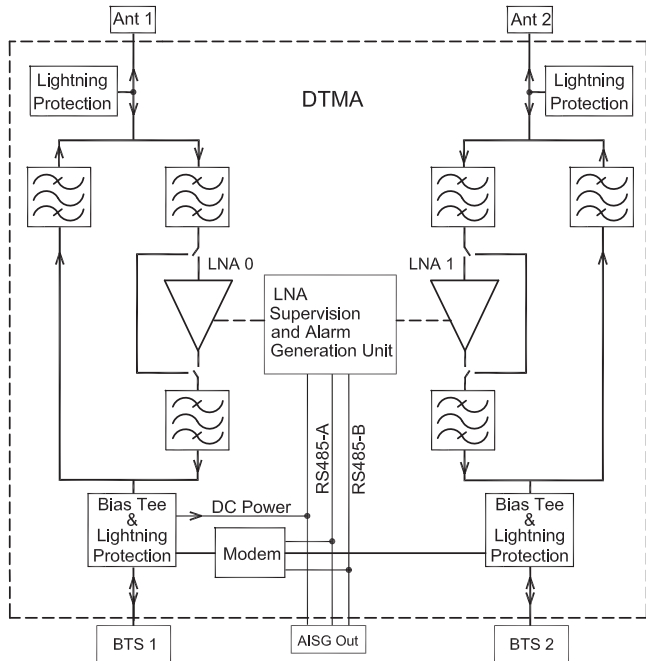 Ant 1
Ant 2
Lightning
Protection
DTMA
Lightning
Protection
LNA 0
LNA 1
LNA
Supervision
and Alarm
Generation Unit
RS485-A
RS485-B
Bias Tee
&
Lightning
Protection
DC Power
Modem
Bias Tee
&
Lightning
Protection
BTS 1
AISG Out
BTS 2